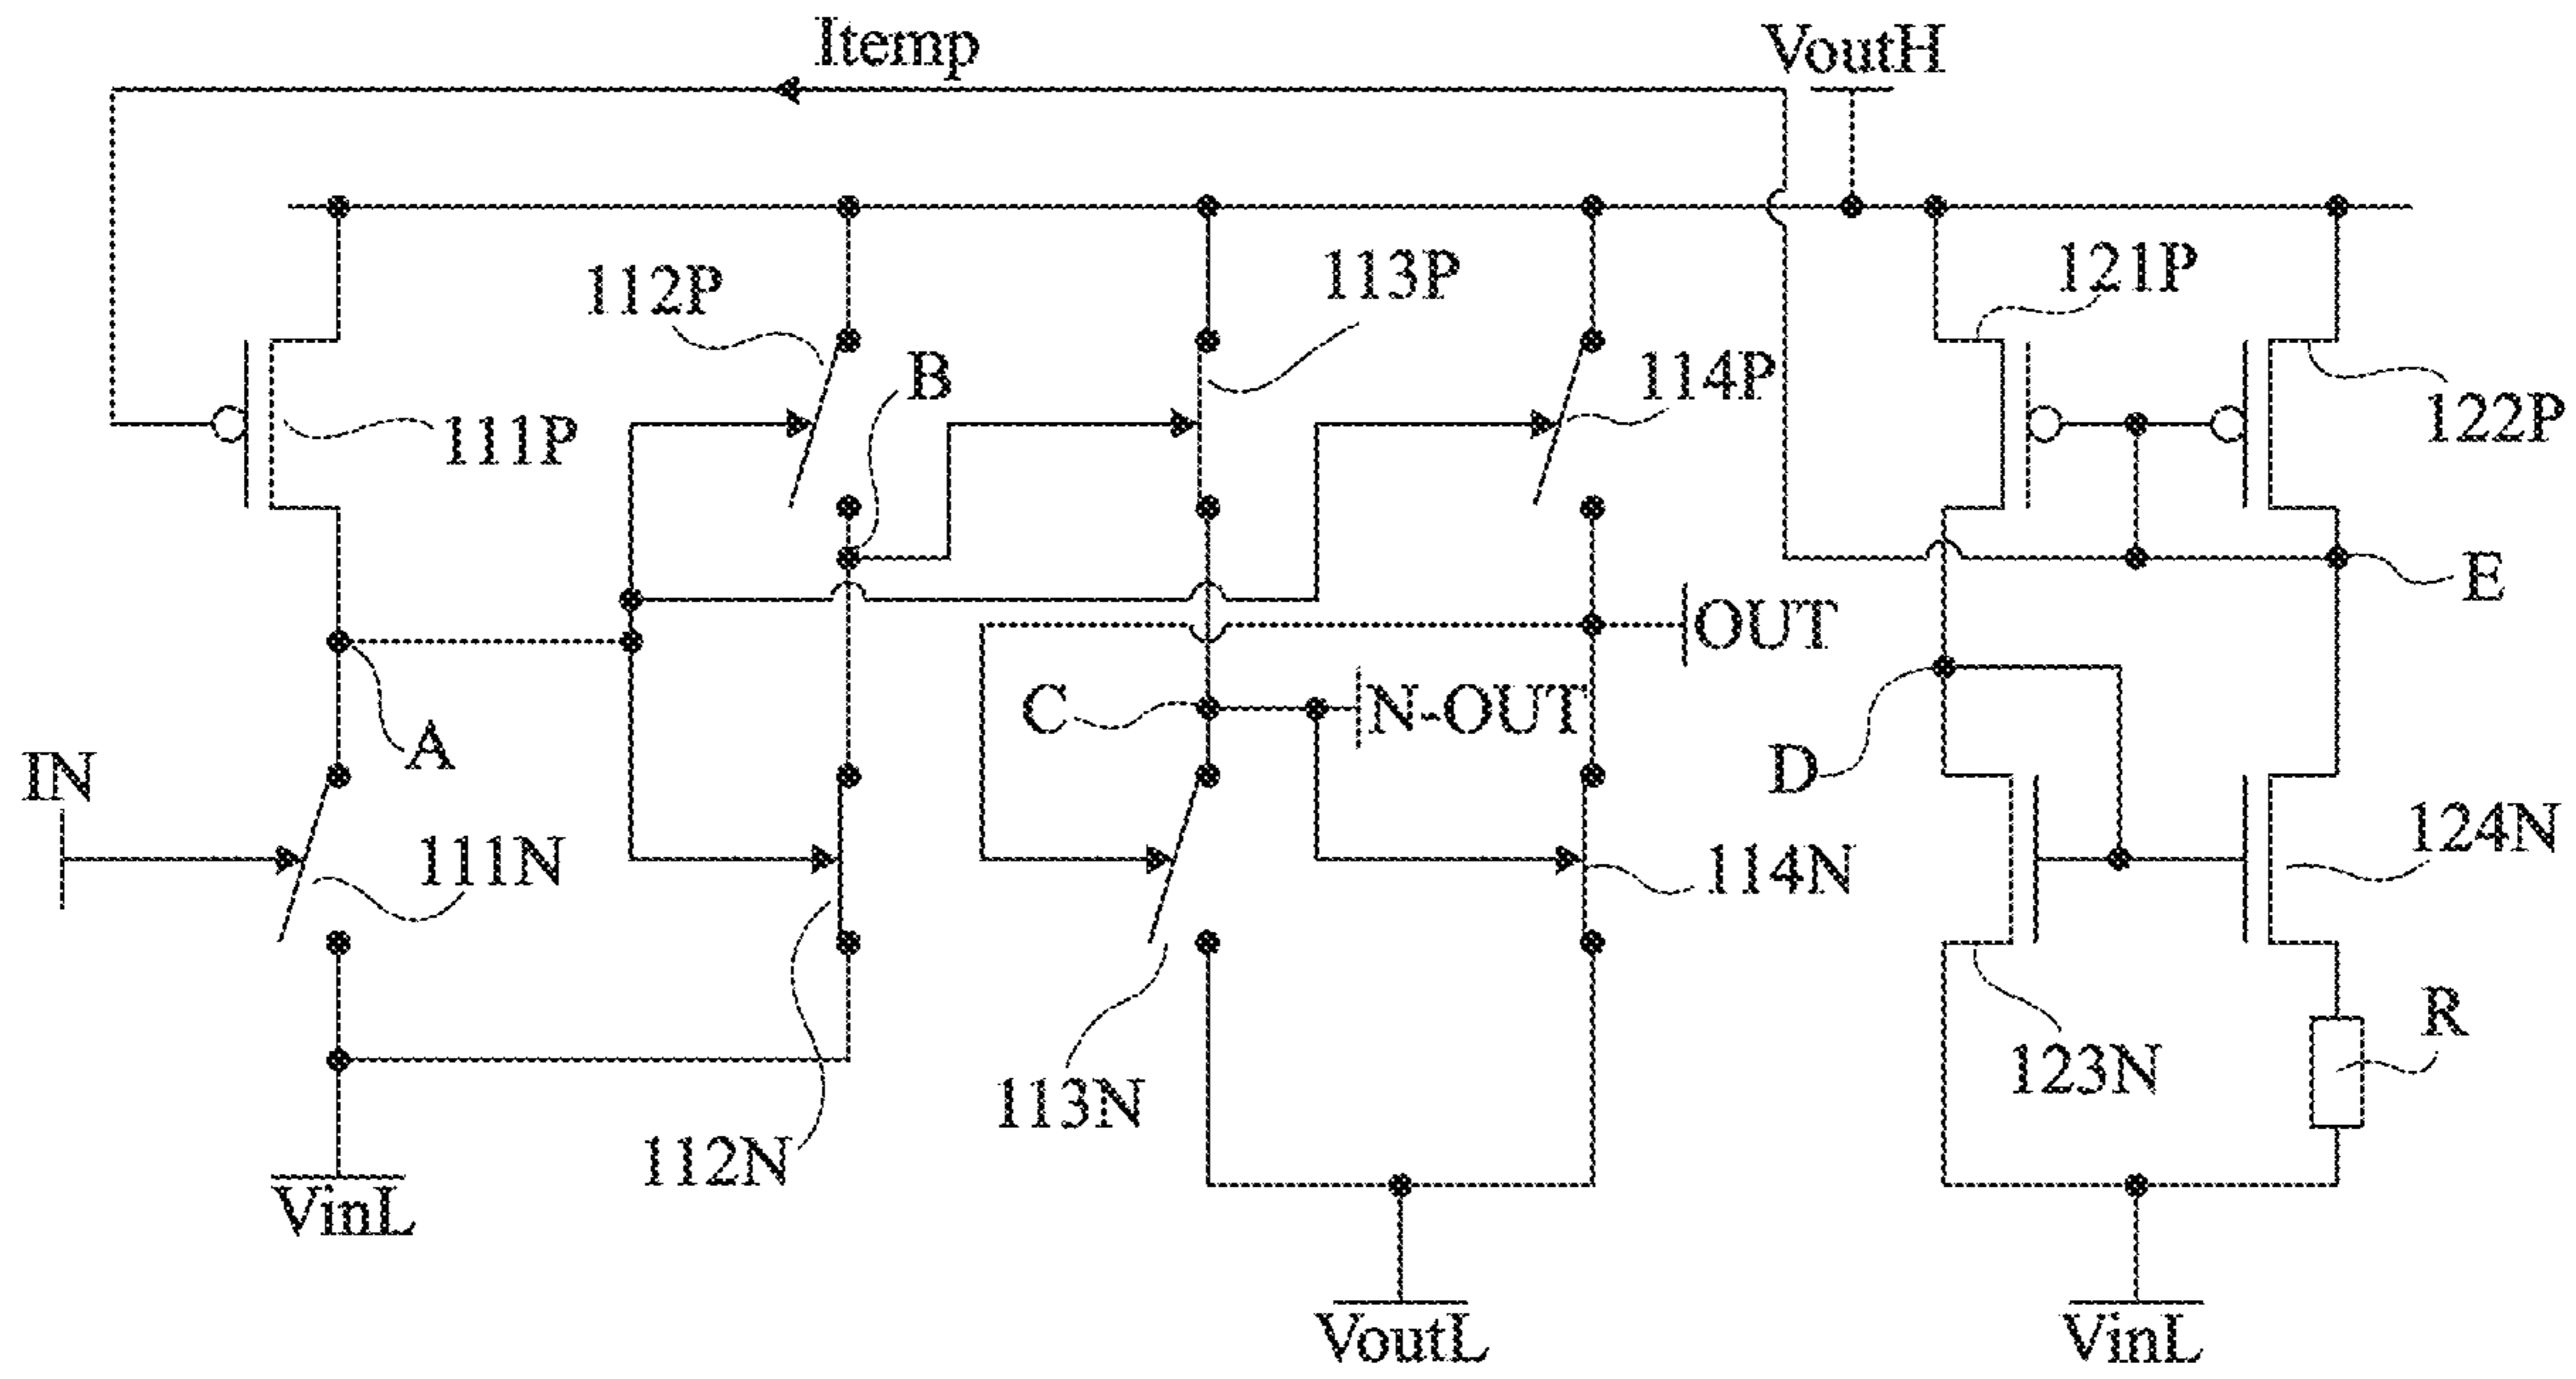 Itemp
VoutH
121P
113P
112P
B
114P
122P
111P
E
OUT
C
N-OUT
A
D
IN
124N
111N
114N
R
123N
113N
112N
VinL
VoutL
VinL